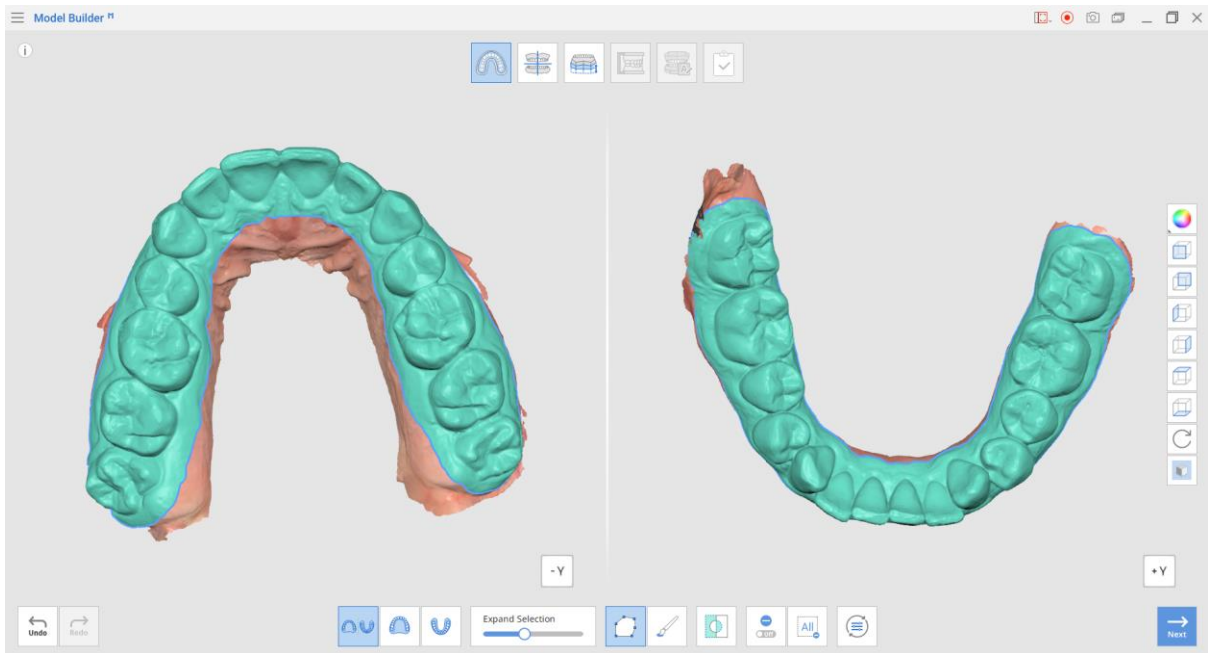 Model Builder
i
- Y
+ Y
Undo
Redo
Expand Selection
All
Next